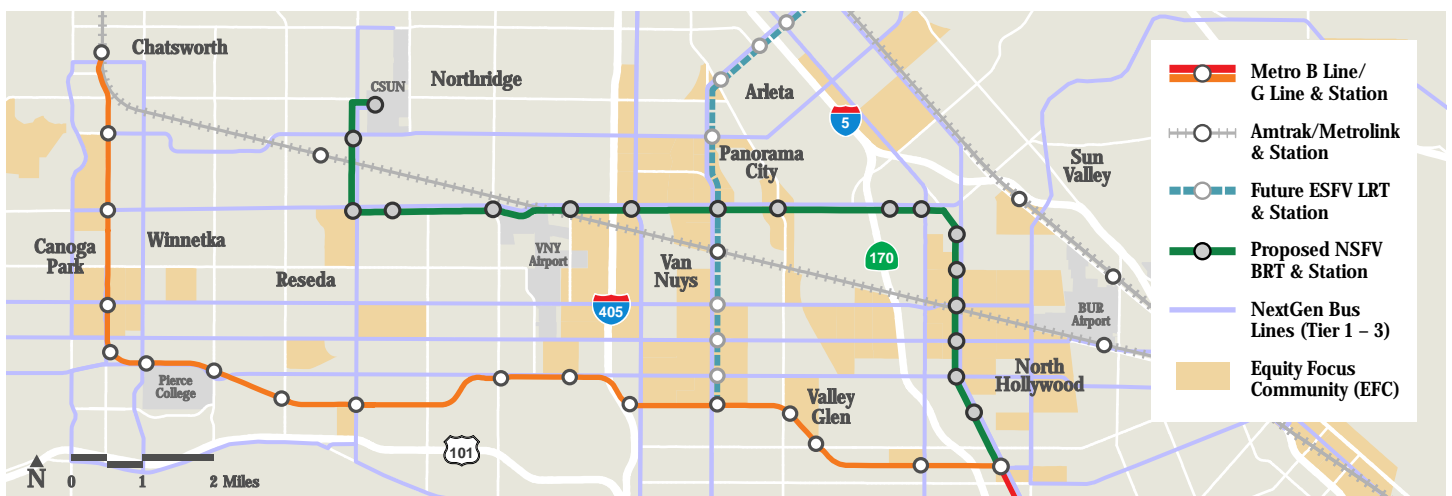 Chatsworth
CSUN
Northridge
Arleta
5
Panorama
City
Sun
Valley
Canoga
Park
Winnetka
Reseda
VNY
Airport
Van
Nuys
170
405
BUR
Airport
North
Hollywood
Pierce
College
Valley
Glen
101
N
0 1 2 Miles
Metro B Line/
G Line & Station
Amtrak/Metrolink
& Station
Future ESFV LRT
& Station
Proposed NSFV
BRT & Station
NextGen Bus
Lines (Tier 1 – 3)
Equity Focus
Community (EFC)